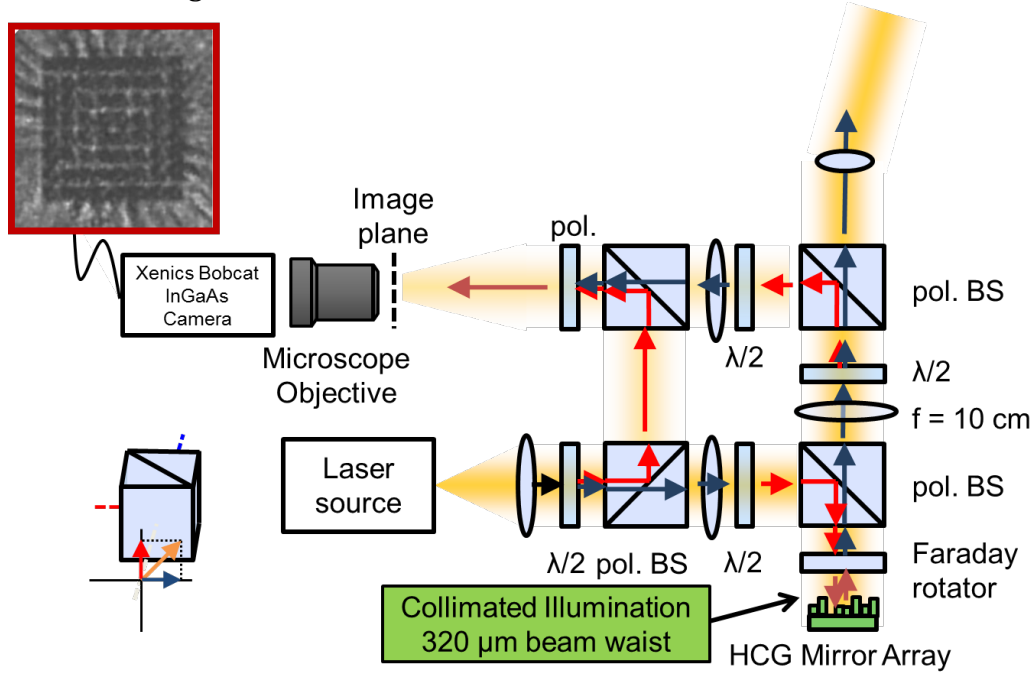 Image
plane
pol.
Xenics Bobcat
InGaAs
Camera
pol. BS
λ/2
Microscope
Objective
λ/2
f = 10 cm
Laser
source
pol. BS
λ/2 pol. BS
λ/2
Faraday
rotator
Collimated Illumination
320 µm beam waist
HCG Mirror Array